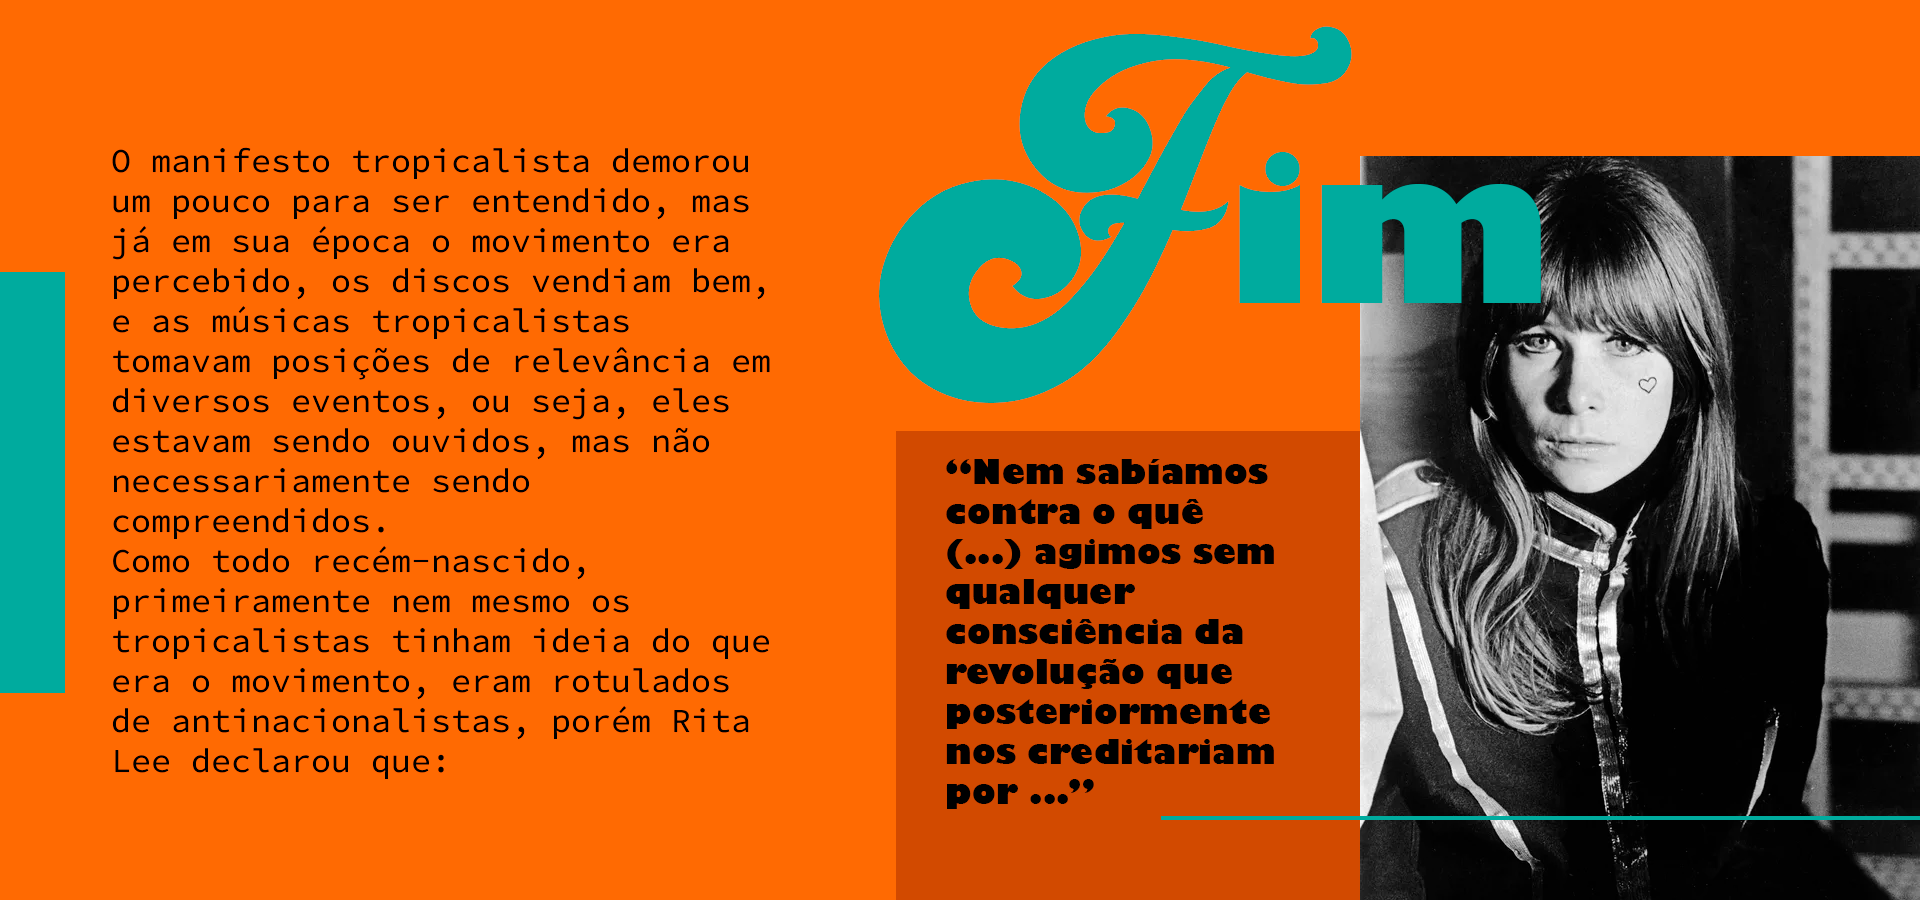 O manifesto tropicalista demorou
um pouco para ser entendido, mas
já em sua época o movimento era
percebido, os discos vendiam bem,
e as músicas tropicalistas
tomavam posições de relevância em
diversos eventos, ou seja, eles
estavam sendo ouvidos, mas não
necessariamente sendo
compreendidos.
Como todo recém-nascido,
primeiramente nem mesmo os
tropicalistas tinham ideia do que
era o movimento, eram rotulados
de antinacionalistas, porém Rita
Lee declarou que:
Fim
“Nem sabíamos
contra o quê
(...) agimos sem
qualquer
consciência da
revolução que
posteriormente
nos creditariam
por ...”